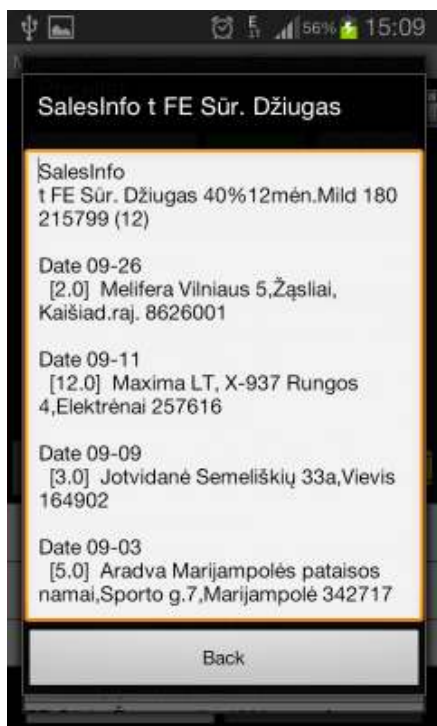 56% 15:09
SalesInfo t FE Sūr. Džiugas
SalesInfo
t FE Sūr. Džiugas 40%12mėn.Mild 180
215799 (12)
Date 09-26
[2.0] Melifera Vilniaus 5,Žąsliai,
Kaišiad.raj. 8626001
Date 09-11
[12.0] Maxima LT, X-937 Rungos
4,Elektrėnai 257616
Date 09-09
[3.0] Jotvidanė Semeliškių 33a,Vievis
164902
Date 09-03
[5.0] Aradva Marijampolės pataisos
namai,Sporto g.7,Marijampolė 342717
Back